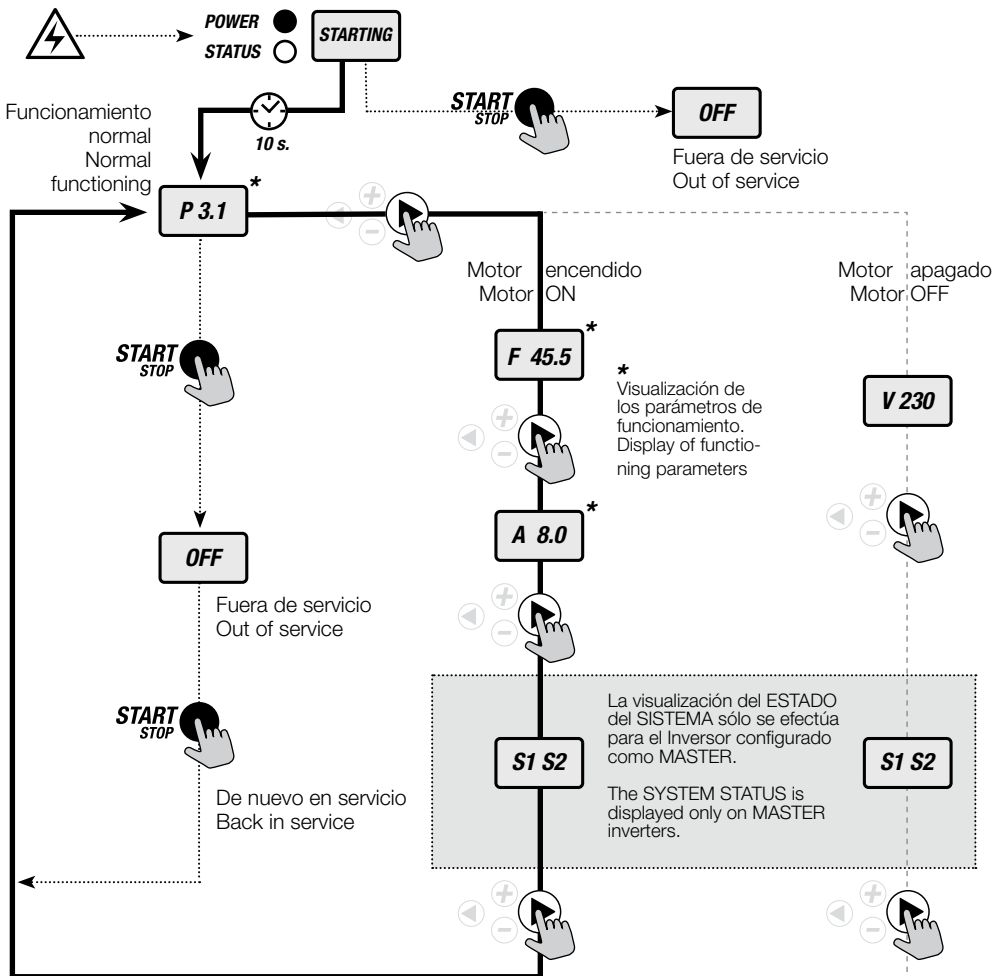 POWER
STATUS
STARTING
START
STOP
OFF
Fuera de servicio
Out of service
10 s.
Funcionamiento
normal
Normal
functioning
P 3.1 *
Motor encendido
Motor ON
Motor apagado
Motor OFF
START
STOP
F 45.5 *
*
Visualización de
los parámetros de
funcionamiento.
Display of functio-
ning parameters
V 230
A 8.0 *
OFF
Fuera de servicio
Out of service
START
STOP
De nuevo en servicio
Back in service
S1 S2
La visualización del ESTADO
del SISTEMA sólo se efectúa
para el Inversor configurado
como MASTER.
The SYSTEM STATUS is
displayed only on MASTER
inverters.
S1 S2